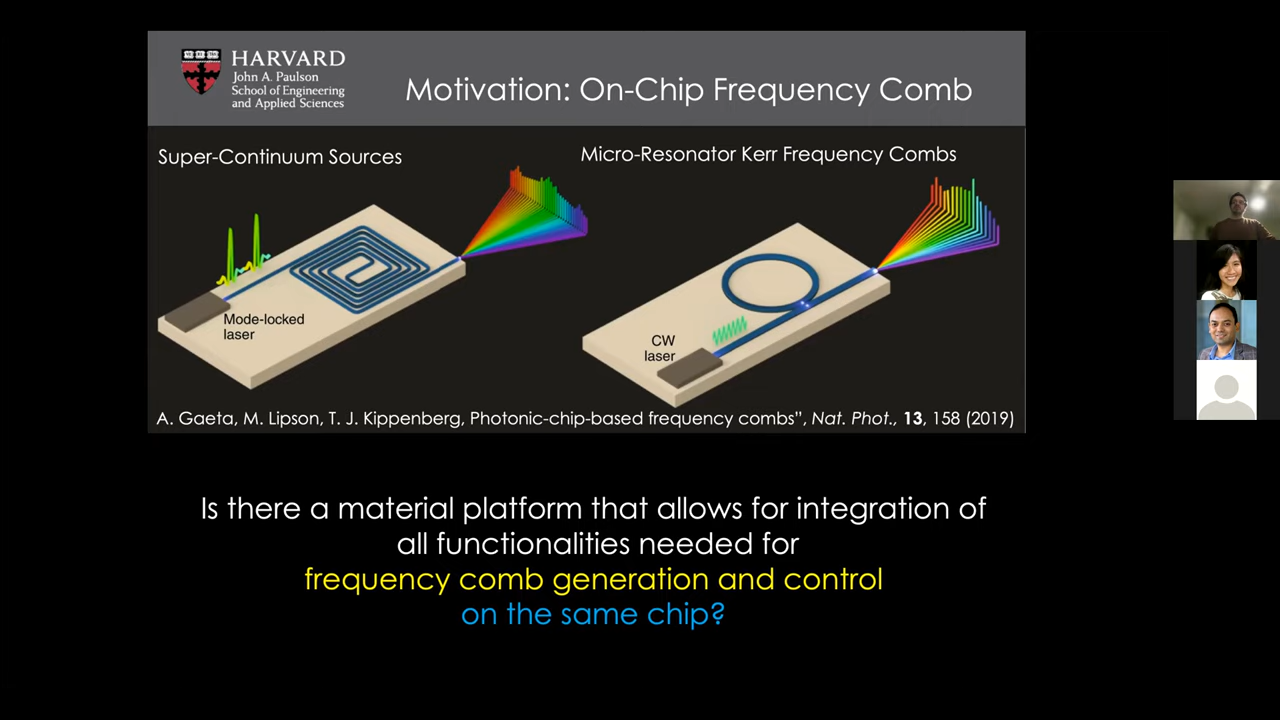 HARVARD
John A. Paulson
School of Engineering
and Applied Sciences
Motivation: On-Chip Frequency Comb
Super-Continuum Sources
Micro-Resonator Kerr Frequency Combs
Mode-locked
laser
CW
laser
A. Gaeta, M. Lipson, T. J. Kippenberg, Photonic-chip-based frequency combs”, Nat. Phot., 13, 158 (2019)
Is there a material platform that allows for integration of
all functionalities needed for
frequency comb generation and control
on the same chip?